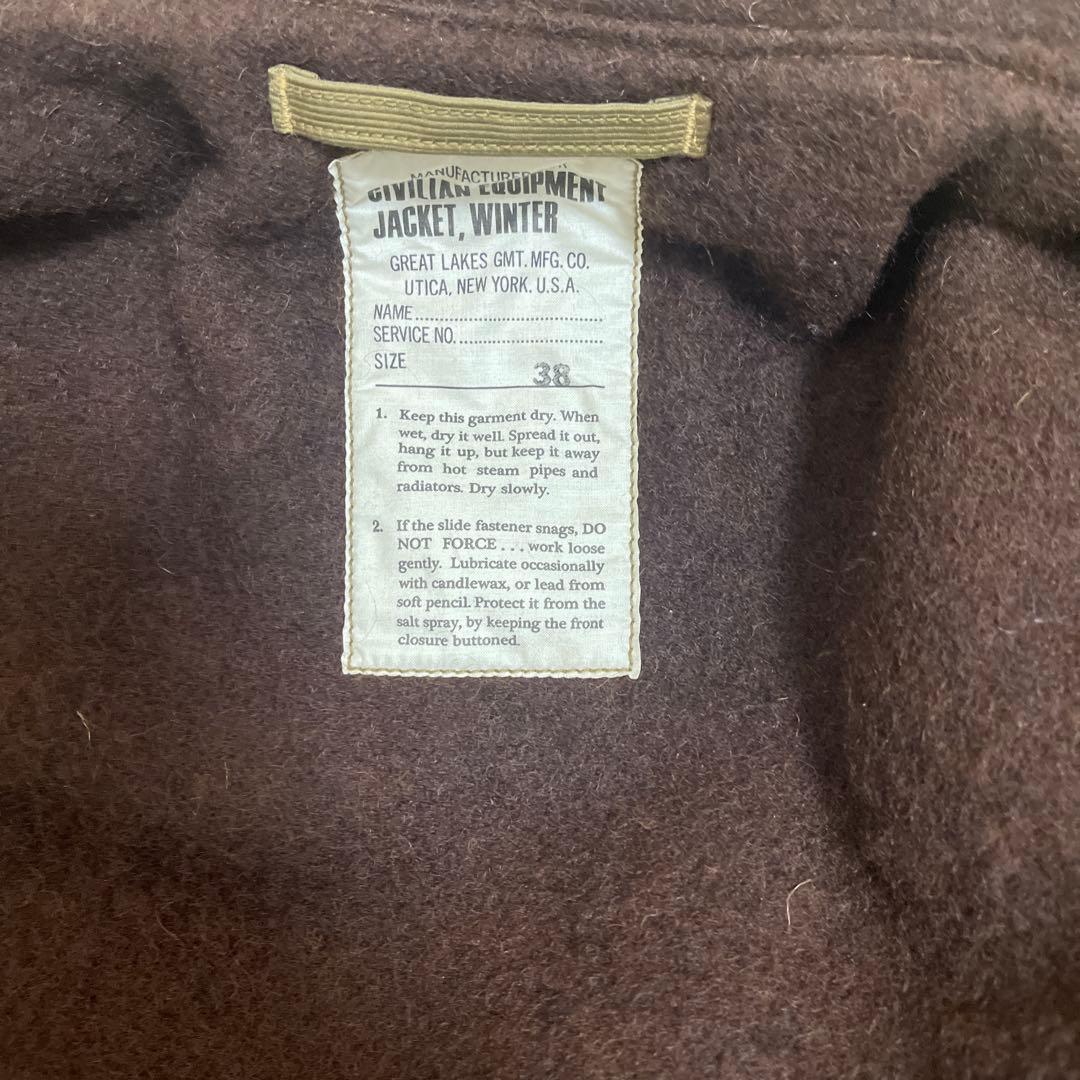 MANUFACTURED
CIVILIAN EQUIPMENT
JACKET, WINTER
GREAT LAKES GMT. MFG. CO.
UTICA, NEW YORK. U.S.A.
NAME
SERVICE NO.
SIZE
38
1. Keep this garment dry. When
wet, dry it well. Spread it out,
hang it up, but keep it away
from hot steam pipes and
radiators. Dry slowly.
2. If the slide fastener snags, DO
NOT FORCE . . . work loose
gently. Lubricate occasionally
with candlewax, or lead from
soft pencil. Protect it from the
salt spray, by keeping the front
closure buttoned.